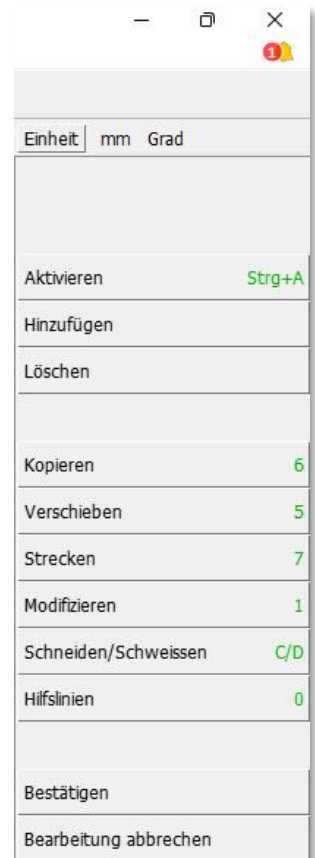 1
Einheit mm Grad
Aktivieren Strg+A
Hinzufügen
Löschen
Kopieren 6
Verschieben 5
Strecken 7
Modifizieren 1
Schneiden/Schweissen C/D
Hilfslinien 0
Bestätigen
Bearbeitung abbrechen